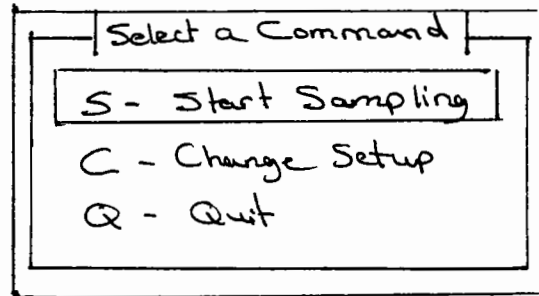 Select a Command
S - Start Sampling
C - Change Setup
Q - Quit